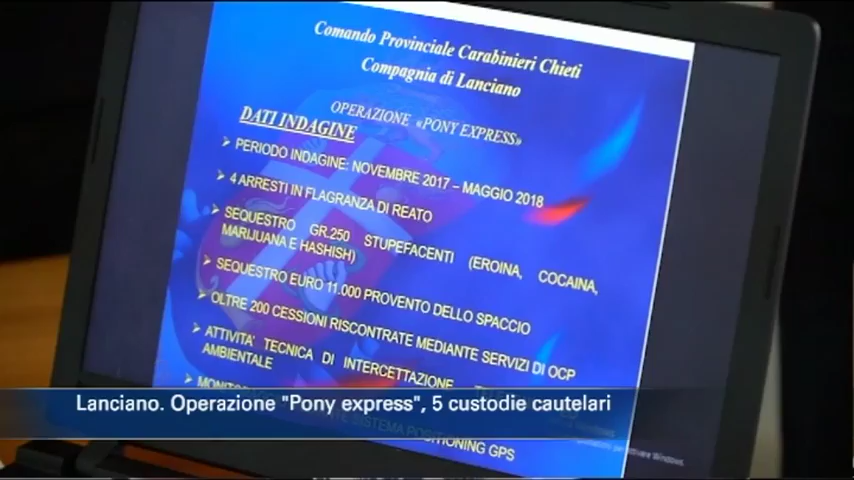 Comando Provinciale Carabinieri Chieti
Compagnia di Lanciano
OPERAZIONE «PONY EXPRESS»
DATI INDAGINE
➢ PERIODO INDAGINE: NOVEMBRE 2017 – MAGGIO 2018
➢ 4 ARRESTI IN FLAGRANZA DI REATO
➢ SEQUESTRO GR.250 STUPEFACENTI (EROINA, COCAINA,
MARIJUANA E HASHISH)
➢ SEQUESTRO EURO 11.000 PROVENTO DELLO SPACCIO
➢ OLTRE 200 CESSIONI RISCONTRATE MEDIANTE SERVIZI DI OCP
➢ ATTIVITA' TECNICA DI INTERCETTAZIONE
AMBIENTALE
Lanciano. Operazione "Pony express", 5 custodie cautelari
SISTEMA POSITIONING GPS
Windows.